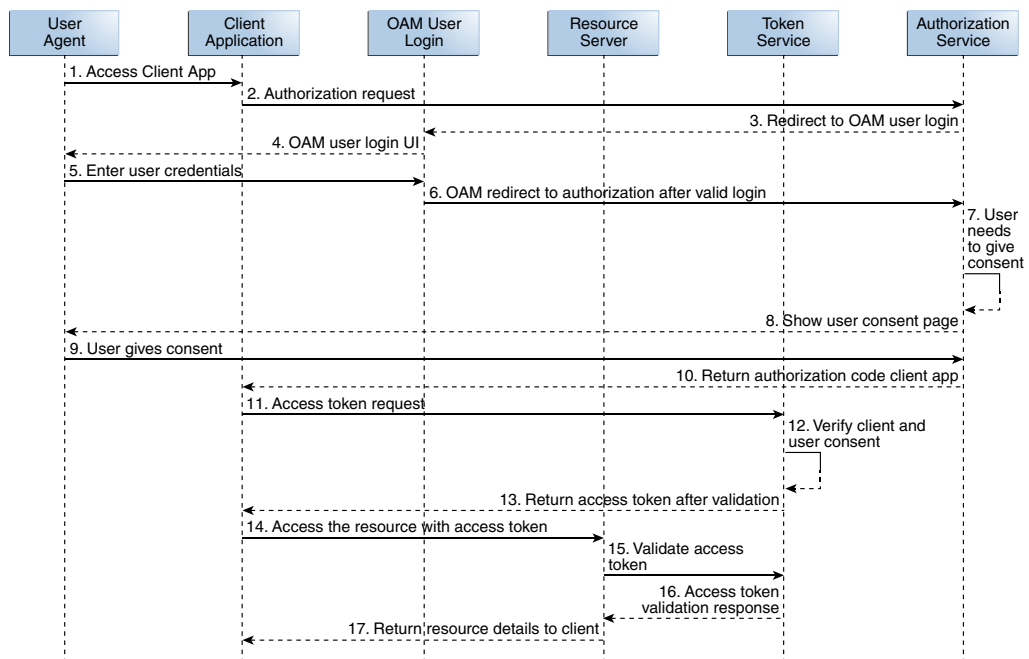 User
Agent
Client
Application
OAM User
Login
Resource
Server
Token
Service
Authorization
Service
1. Access Client App
2. Authorization request
3. Redirect to OAM user login
4. OAM user login UI
5. Enter user credentials
6. OAM redirect to authorization after valid login
7. User
needs
to give
consent
8. Show user consent page
9. User gives consent
10. Return authorization code client app
11. Access token request
12. Verify client and
user consent
13. Return access token after validation
14. Access the resource with access token
15. Validate access
token
16. Access token
validation response
17. Return resource details to client